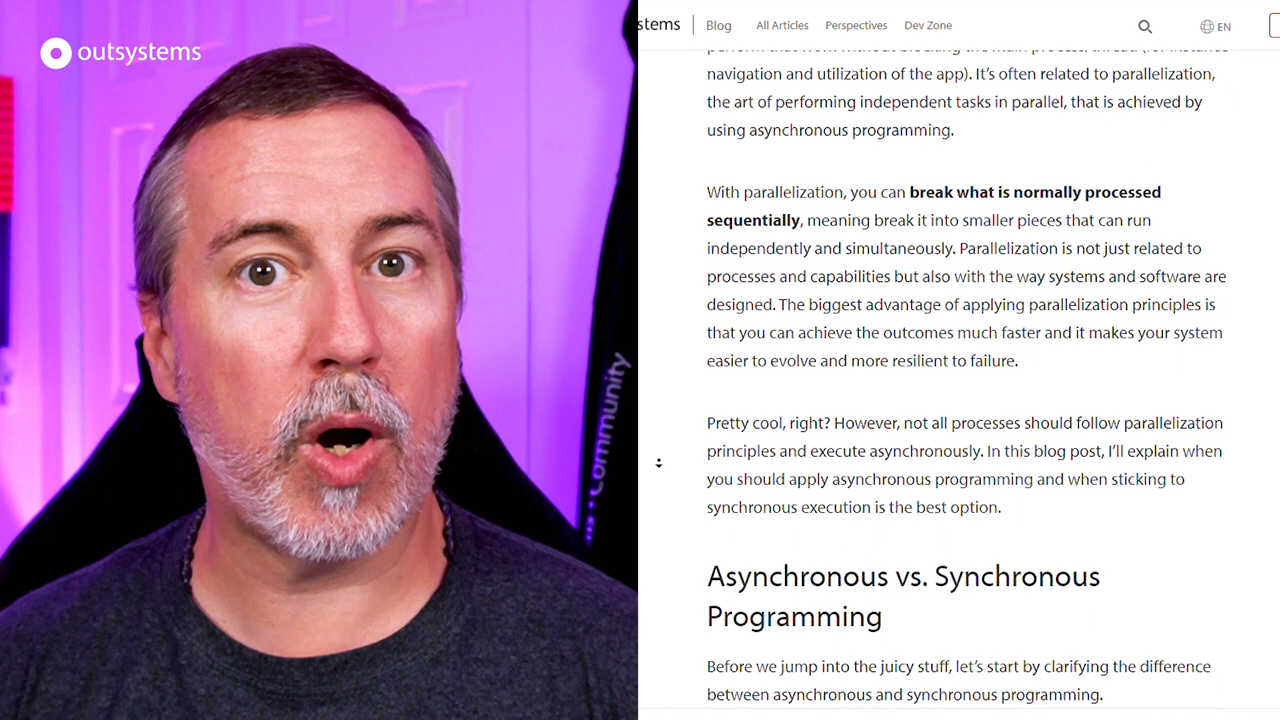 outsystems
stems
Blog
All Articles
Perspectives
Dev Zone
EN
navigation and utilization of the app). It's often related to parallelization,
the art of performing independent tasks in parallel, that is achieved by
using asynchronous programming.
With parallelization, you can break what is normally processed
sequentially, meaning break it into smaller pieces that can run
independently and simultaneously. Parallelization is not just related to
processes and capabilities but also with the way systems and software are
designed. The biggest advantage of applying parallelization principles is
that you can achieve the outcomes much faster and it makes your system
easier to evolve and more resilient to failure.
Pretty cool, right? However, not all processes should follow parallelization
principles and execute asynchronously. In this blog post, I'll explain when
you should apply asynchronous programming and when sticking to
synchronous execution is the best option.
Asynchronous vs. Synchronous
Programming
Before we jump into the juicy stuff, let's start by clarifying the difference
between asynchronous and synchronous programming.
Community